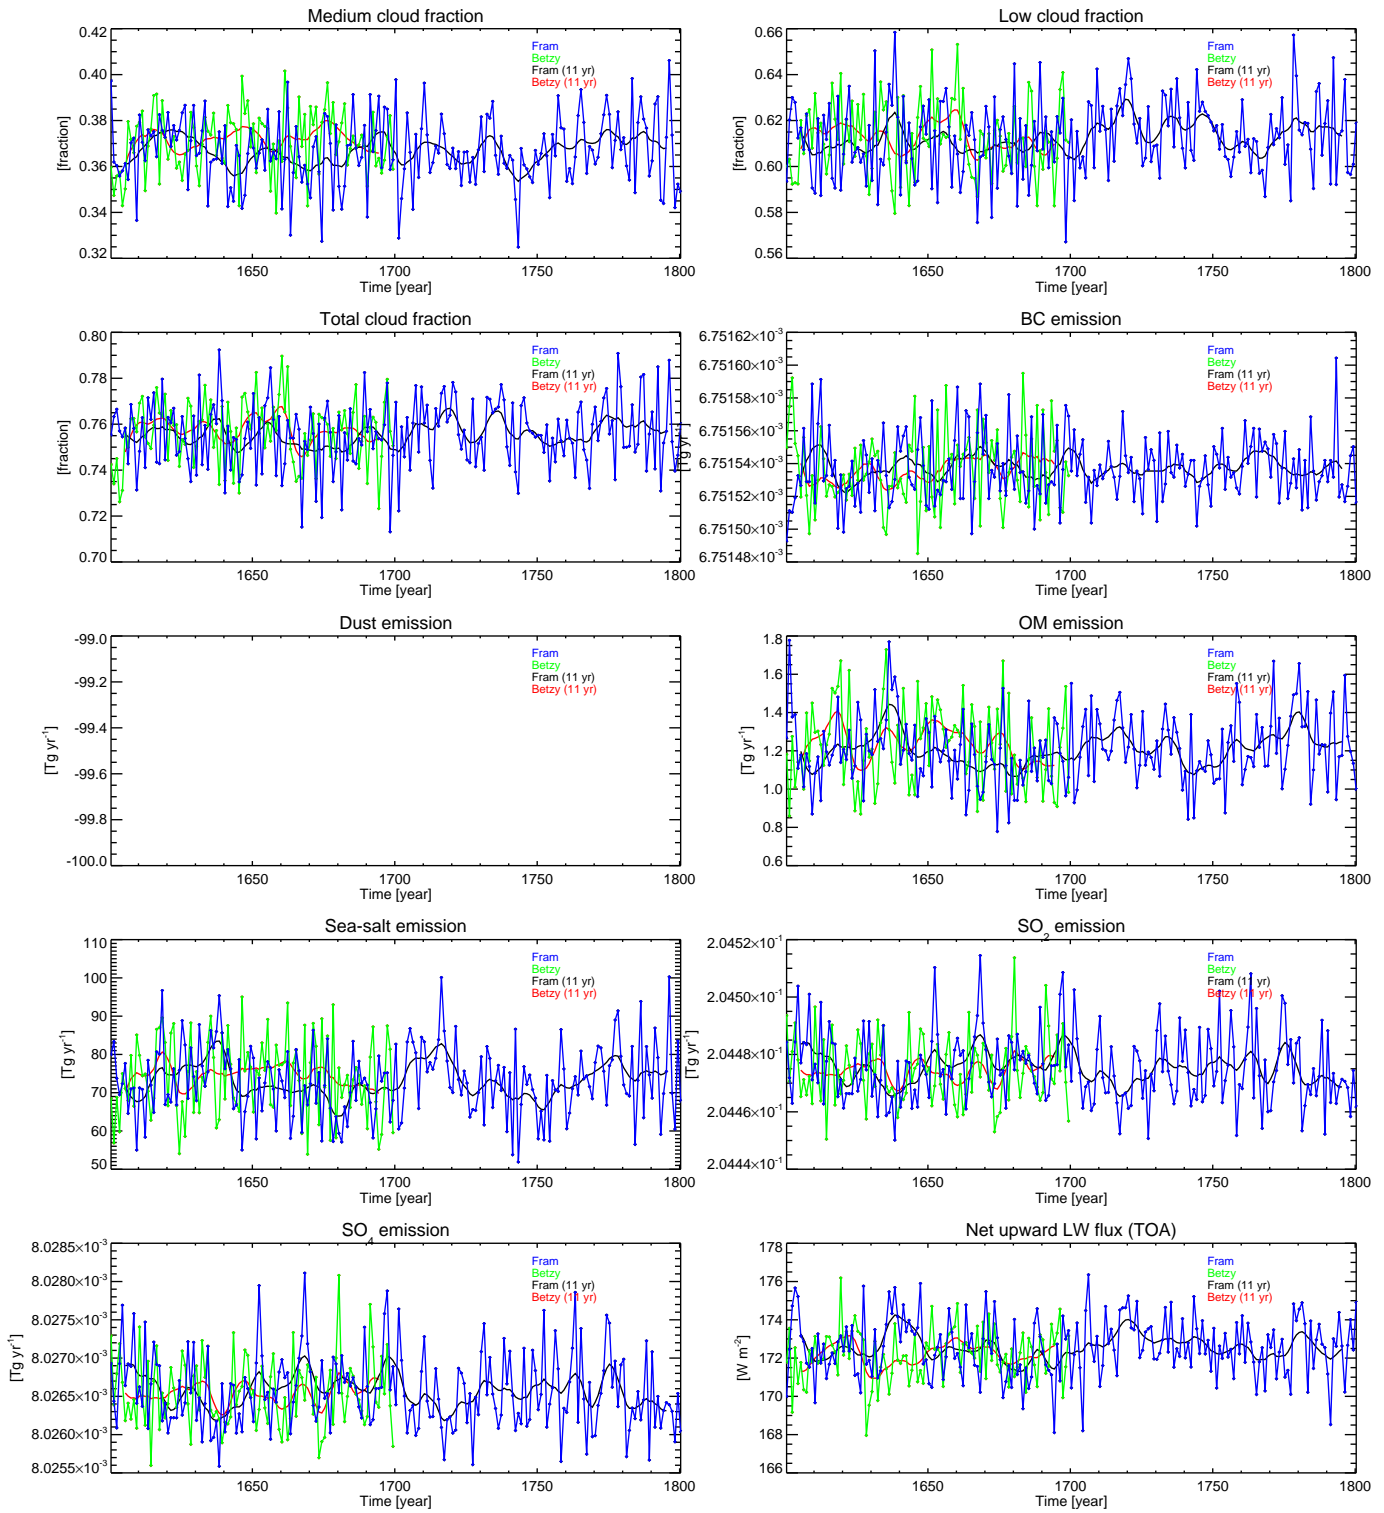 Medium cloud fraction
0.42
0.40
0.38
0.36
0.34
0.32
[fraction]
Fram
Betzy
Fram (11 yr)
Betzy (11 yr)
1650
1700
1750
1800
Time [year]
Low cloud fraction
0.66
0.64
0.62
0.60
0.58
0.56
[fraction]
Fram
Betzy
Fram (11 yr)
Betzy (11 yr)
1650
1700
1750
1800
Time [year]
Total cloud fraction
0.80
0.78
0.76
0.74
0.72
0.70
[fraction]
Fram
Betzy
Fram (11 yr)
Betzy (11 yr)
1650
1700
1750
1800
Time [year]
BC emission
6.75162×10⁻³
6.75160×10⁻³
6.75158×10⁻³
6.75156×10⁻³
6.75154×10⁻³
6.75152×10⁻³
6.75150×10⁻³
6.75148×10⁻³
[Tg yr⁻¹]
Fram
Betzy
Fram (11 yr)
Betzy (11 yr)
1650
1700
1750
1800
Time [year]
Dust emission
-99.0
-99.2
-99.4
-99.6
-99.8
-100.0
[Tg yr⁻¹]
Fram
Betzy
Fram (11 yr)
Betzy (11 yr)
1650
1700
1750
1800
Time [year]
OM emission
1.8
1.6
1.4
1.2
1.0
0.8
0.6
[Tg yr⁻¹]
Fram
Betzy
Fram (11 yr)
Betzy (11 yr)
1650
1700
1750
1800
Time [year]
Sea-salt emission
110
100
90
80
70
60
50
[Tg yr⁻¹]
Fram
Betzy
Fram (11 yr)
Betzy (11 yr)
1650
1700
1750
1800
Time [year]
SO₂ emission
2.0452×10⁻¹
2.0450×10⁻¹
2.0448×10⁻¹
2.0446×10⁻¹
2.0444×10⁻¹
[Tg yr⁻¹]
Fram
Betzy
Fram (11 yr)
Betzy (11 yr)
1650
1700
1750
1800
Time [year]
SO₄ emission
8.0285×10⁻³
8.0280×10⁻³
8.0275×10⁻³
8.0270×10⁻³
8.0265×10⁻³
8.0260×10⁻³
8.0255×10⁻³
[Tg yr⁻¹]
Fram
Betzy
Fram (11 yr)
Betzy (11 yr)
1650
1700
1750
1800
Time [year]
Net upward LW flux (TOA)
178
176
174
172
170
168
166
[W m⁻²]
Fram
Betzy
Fram (11 yr)
Betzy (11 yr)
1650
1700
1750
1800
Time [year]